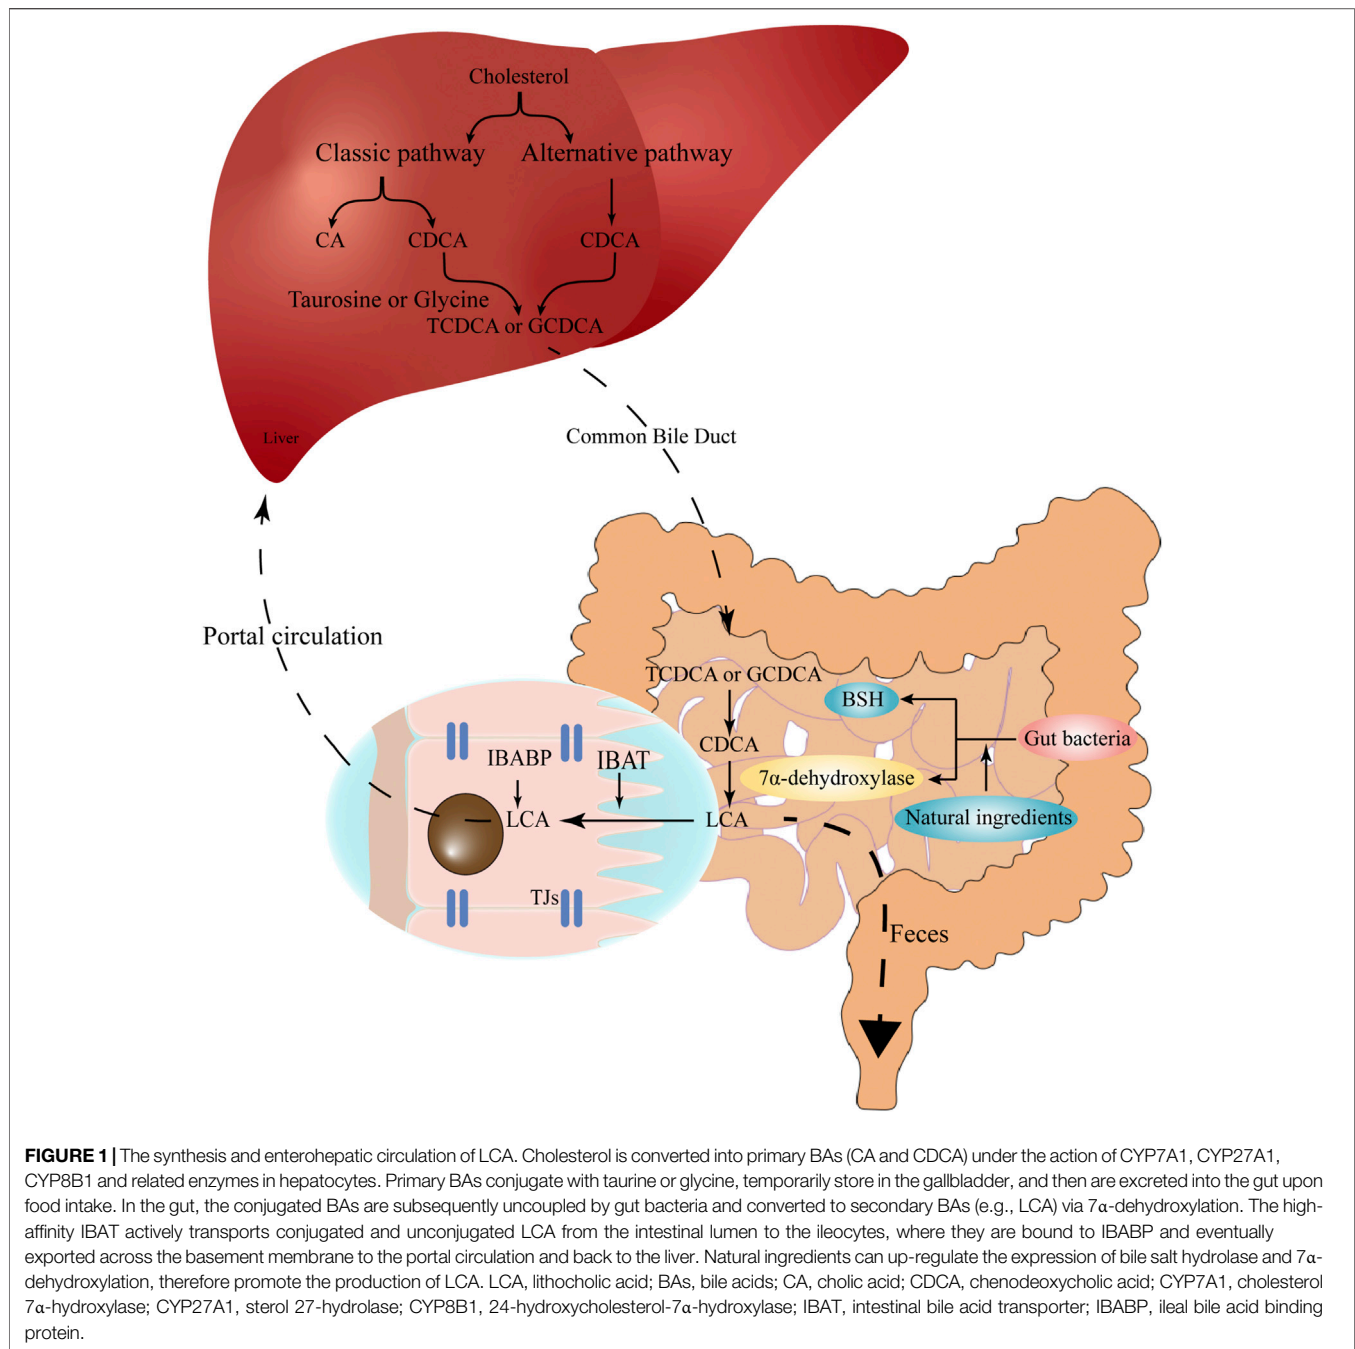 Cholesterol
Classic pathway
Alternative pathway
CA
CDCA
CDCA
Taurosine or Glycine
TCDCA or GCDCA
Liver
Common Bile Duct
Portal circulation
TCDCA or GCDCA
BSH
Gut bacteria
CDCA
IBABP
IBAT
7α-dehydroxylase
Natural ingredients
LCA
LCA
TJs
Feces
FIGURE 1 | The synthesis and enterohepatic circulation of LCA. Cholesterol is converted into primary BAs (CA and CDCA) under the action of CYP7A1, CYP27A1,
CYP8B1 and related enzymes in hepatocytes. Primary BAs conjugate with taurine or glycine, temporarily store in the gallbladder, and then are excreted into the gut upon
food intake. In the gut, the conjugated BAs are subsequently uncoupled by gut bacteria and converted to secondary BAs (e.g., LCA) via 7α-dehydroxylation. The high-
affinity IBAT actively transports conjugated and unconjugated LCA from the intestinal lumen to the ileocytes, where they are bound to IBABP and eventually
exported across the basement membrane to the portal circulation and back to the liver. Natural ingredients can up-regulate the expression of bile salt hydrolase and 7α-
dehydroxylation, therefore promote the production of LCA. LCA, lithocholic acid; BAs, bile acids; CA, cholic acid; CDCA, chenodeoxycholic acid; CYP7A1, cholesterol
7α-hydroxylase; CYP27A1, sterol 27-hydrolase; CYP8B1, 24-hydroxycholesterol-7α-hydroxylase; IBAT, intestinal bile acid transporter; IBABP, ileal bile acid binding
protein.